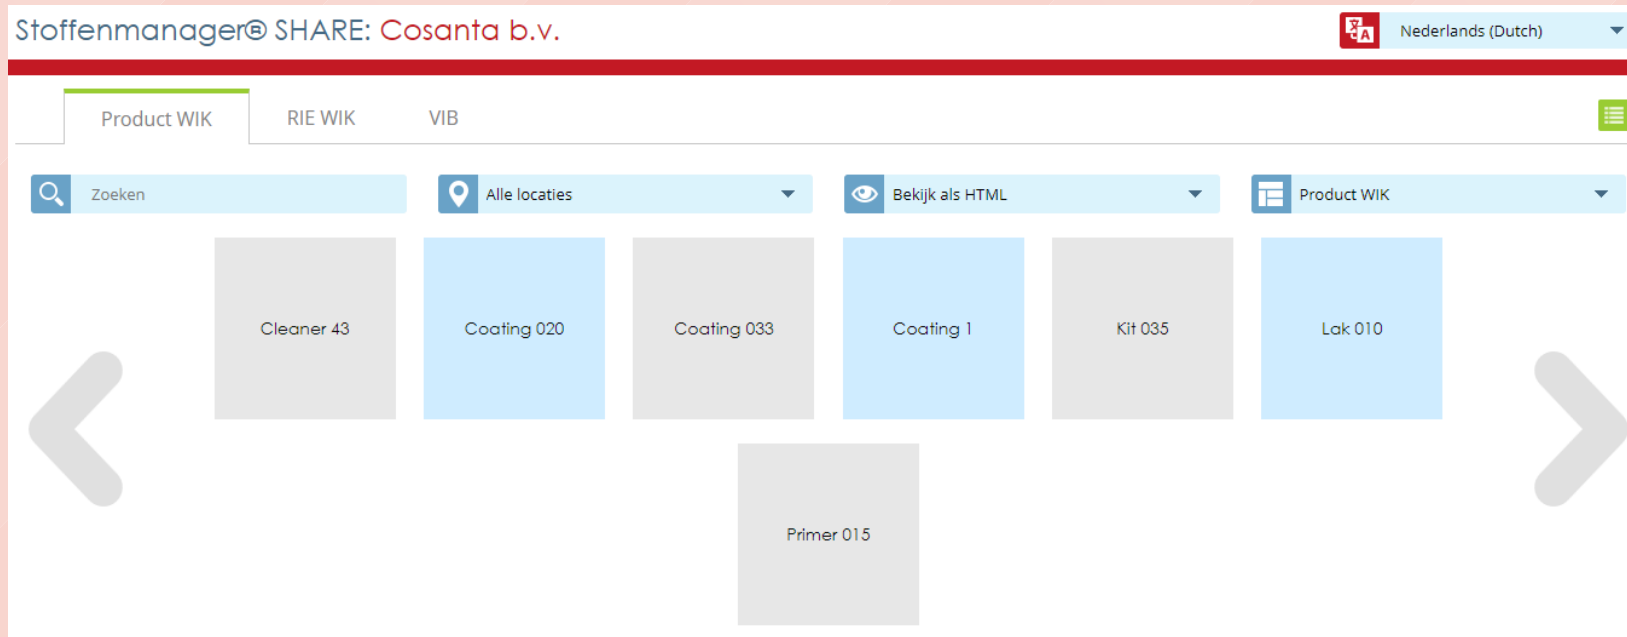 Stoffenmanager® SHARE: Cosanta b.v.
Nederlands (Dutch)
Product WIK
RIE WIK
VIB
Zoeken
Alle locaties
Bekijk als HTML
Product WIK
Cleaner 43
Coating 020
Coating 033
Coating 1
Kit 035
Lak 010
Primer 015